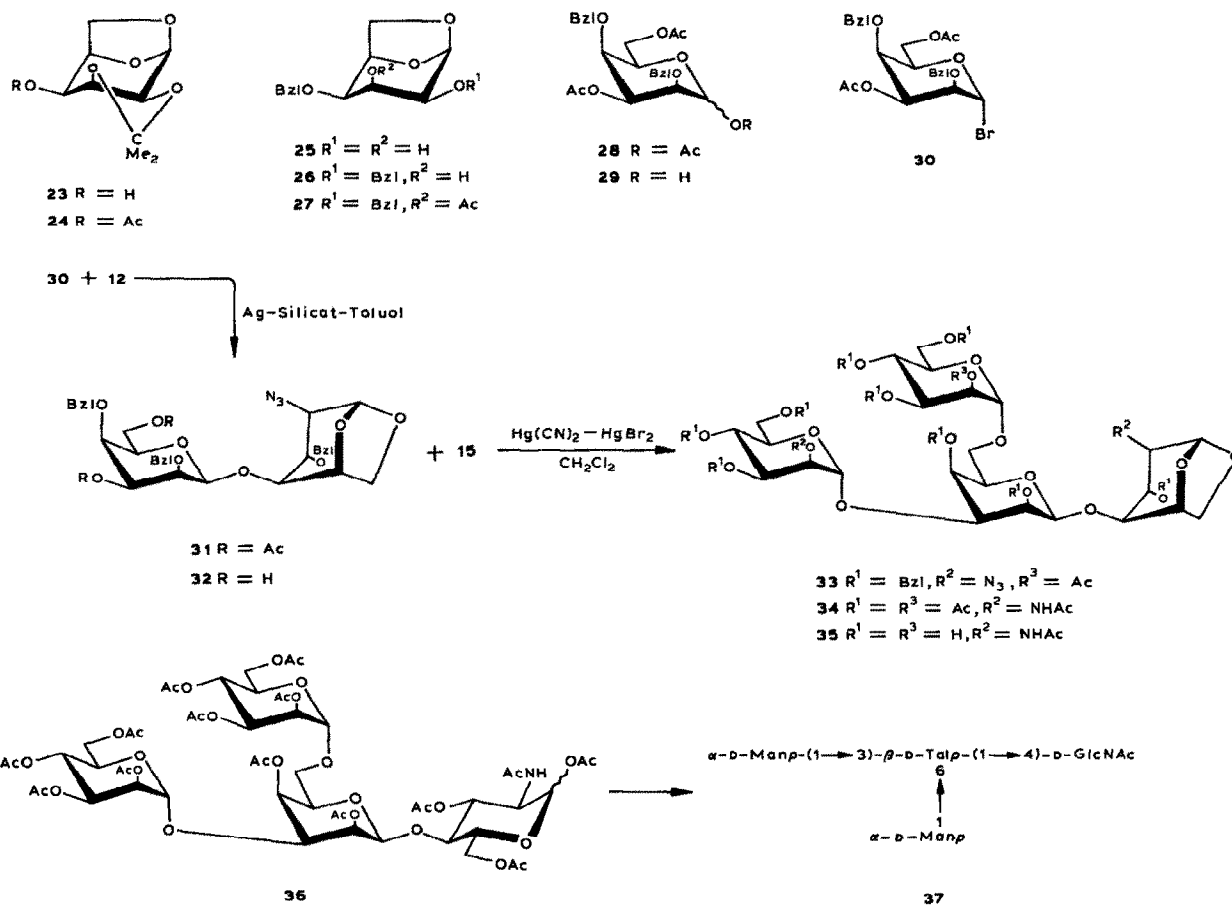 O
O
O
O
RO
O
C
Me₂
23 R = H
24 R = Ac
O
O
OR²
BzlO
OR¹
25 R¹ = R² = H
26 R¹ = Bzl, R² = H
27 R¹ = Bzl, R² = Ac
BzlO
OAc
O
BzlO
AcO
OR
28 R = Ac
29 R = H
BzlO
OAc
O
BzlO
AcO
Br
30
30 + 12
Ag-Silicat-Toluol
BzlO
OR
O
BzlO
RO
O
N₃
O
O
BzlO
31 R = Ac
32 R = H
+ 15
Hg(CN)₂—HgBr₂
CH₂Cl₂
OR¹
R¹O
O
R³O
R¹O
OR¹
R¹O
O
R²O
R¹O
O
O
R¹O
O
R¹O
O
R²
O
O
R¹O
33 R¹ = Bzl, R² = N₃, R³ = Ac
34 R¹ = R³ = Ac, R² = NHAc
35 R¹ = R³ = H, R² = NHAc
OAc
AcO
O
AcO
AcO
OAc
AcO
O
AcO
AcO
O
O
AcO
O
AcO
O
AcNH
OAc
AcO
O
OAc
36
α-D-Manp-(1→3)-β-D-Talp-(1→4)-D-GlcNAc
6
1
α-D-Manp
37